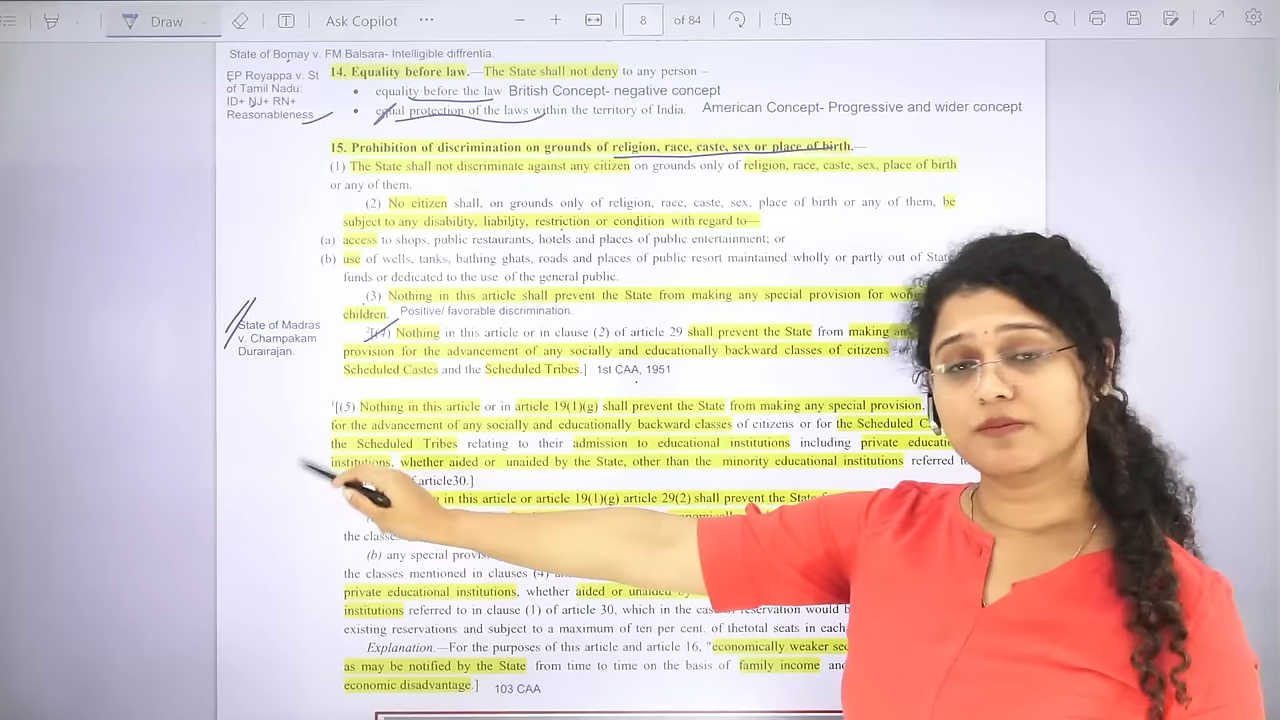 Draw
Ask Copilot
8 of 84
State of Bomay v. FM Balsara- Intelligible diffrentia.
EP Royappa v. St
of Tamil Nadu:
ID+ NJ+ RN+
Reasonableness
14. Equality before law.—The State shall not deny to any person –
• equality before the law British Concept- negative concept
• equal protection of the laws within the territory of India. American Concept- Progressive and wider concept
15. Prohibition of discrimination on grounds of religion, race, caste, sex or place of birth.—
(1) The State shall not discriminate against any citizen on grounds only of religion, race, caste, sex, place of birth
or any of them.
(2) No citizen shall, on grounds only of religion, race, caste, sex, place of birth or any of them, be
subject to any disability, liability, restriction or condition with regard to—
(a) access to shops, public restaurants, hotels and places of public entertainment; or
(b) use of wells, tanks, bathing ghats, roads and places of public resort maintained wholly or partly out of State
funds or dedicated to the use of the general public.
(3) Nothing in this article shall prevent the State from making any special provision for
children. Positive/ favorable discrimination.
State of Madras
v. Champakam
Durairajan.
2[(4) Nothing in this article or in clause (2) of article 29 shall prevent the State from making
provision for the advancement of any socially and educationally backward classes of citizens
Scheduled Castes and the Scheduled Tribes.] 1st CAA, 1951
1[(5) Nothing in this article or in article 19(1)(g) shall prevent the State from making any special provision,
for the advancement of any socially and educationally backward classes of citizens or for the Scheduled
the Scheduled Tribes relating to their admission to educational institutions including private
institutions, whether aided or unaided by the State, other than the minority educational institutions referred
article30.]
in this article or article 19(1)(g) article 29(2) shall prevent the State
the
(b) any special
the classes mentioned in clauses (4)
private educational institutions, whether aided or unaided
institutions referred to in clause (1) of article 30, which in the case reservation would
existing reservations and subject to a maximum of ten per cent. of thetotal seats in each
Explanation.—For the purposes of this article and article 16, "economically weaker
as may be notified by the State from time to time on the basis of family income
economic disadvantage.] 103 CAA